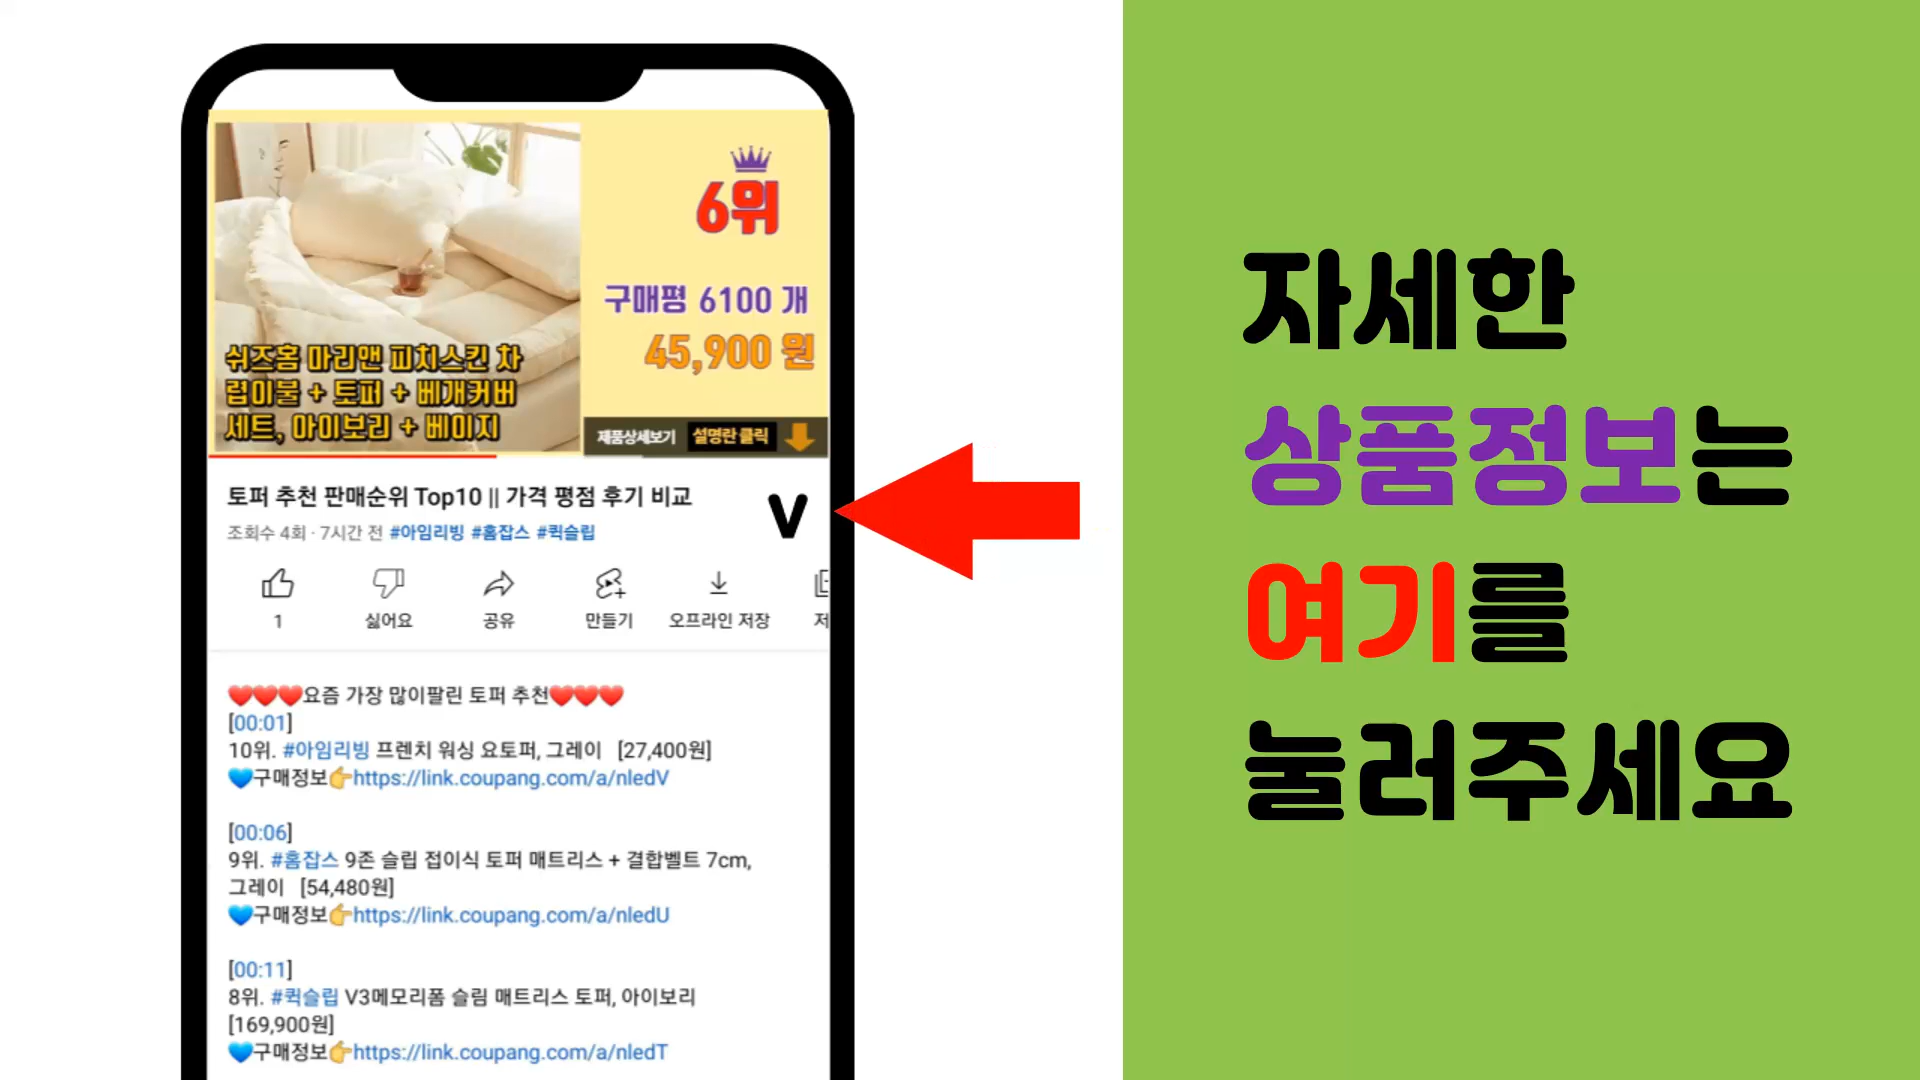 6위
구매평 6100 개
45,900 원
쉬즈홈 마리앤 피치스킨 차
렵이불 + 토퍼 + 베개커버
세트, 아이보리 + 베이지
제품상세보기 설명란 클릭
토퍼 추천 판매순위 Top10 || 가격 평점 후기 비교
V
조회수 4회 · 7시간 전 #아임리빙 #홈잡스 #퀵슬립
1 싫어요 공유 만들기 오프라인 저장 저
❤️❤️❤️요즘 가장 많이팔린 토퍼 추천❤️❤️❤️
[00:01]
10위. #아임리빙 프렌치 워싱 요토퍼, 그레이 [27,400원]
💙구매정보👉https://link.coupang.com/a/nledV
[00:06]
9위. #홈잡스 9존 슬립 접이식 토퍼 매트리스 + 결합벨트 7cm,
그레이 [54,480원]
💙구매정보👉https://link.coupang.com/a/nledU
[00:11]
8위. #퀵슬립 V3메모리폼 슬림 매트리스 토퍼, 아이보리
[169,900원]
💙구매정보👉https://link.coupang.com/a/nledT
자세한
상품정보는
여기를
눌러주세요